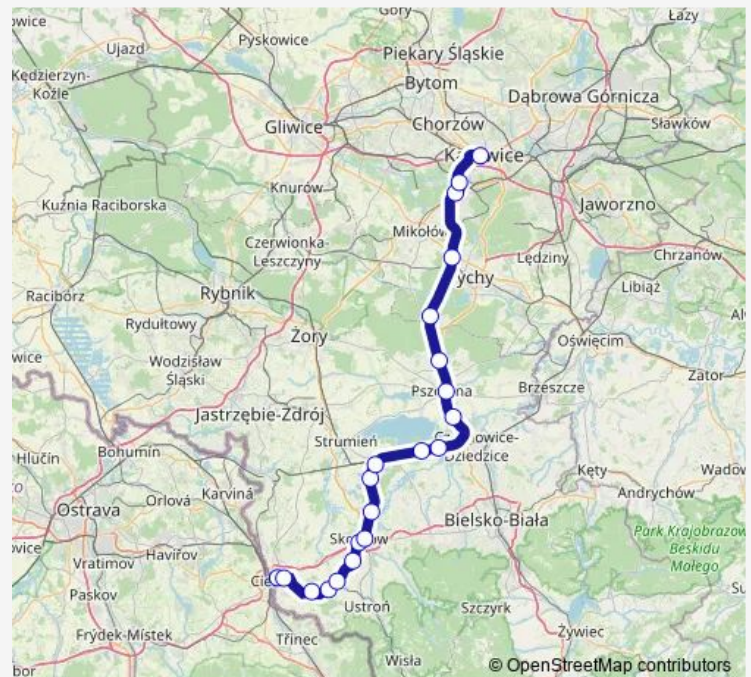 Góry
Łazy
Pyskowice
Ujazd
Piekary Śląskie
Kędzierzyn-
Koźle
Bytom
Dąbrowa Górnicza
Gliwice
Chorzów
Sławków
Knurów
Kuźnia Raciborska
Jaworzno
Mikołów
Czerwionka-
Leszczyny
Lędziny
Chrzanów
Rybnik
Libiąż
Racibórz
Rydułtowy
Żory
Oświęcim
Wodzisław
Śląski
Zator
Brzeszcze
Jastrzębie-Zdrój
Strumień
Bohumín
Hlučín
Dziedzice
Kęty
Orlová
Karviná
Andrychów
Ostrava
Bielsko-Biała
Havířov
Park Krajobrazow
Beskidu
Małego
Vratimov
Paskov
Ustroń
Szczyrk
Frýdek-Místek
Třinec
Żywiec
Wisła
© OpenStreetMap contributors